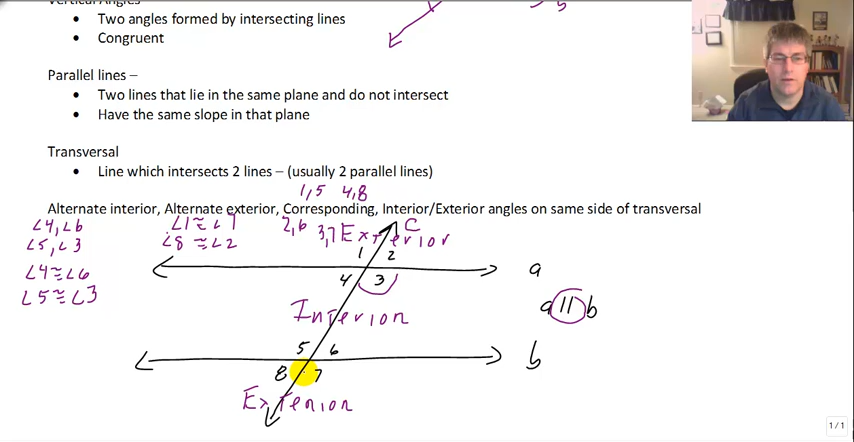 Vertical Angles
• Two angles formed by intersecting lines
• Congruent
Parallel lines –
• Two lines that lie in the same plane and do not intersect
• Have the same slope in that plane
Transversal
• Line which intersects 2 lines – (usually 2 parallel lines)
1,5 4,8
Alternate interior, Alternate exterior, Corresponding, Interior/Exterior angles on same side of transversal
∠4,∠6 ∠1≅∠7 2,6 3,7 Exterior C
∠5,∠3 ∠8≅∠2
1 2
∠4≅∠6 4 3 a
∠5≅∠3 Interior a||b
5 6 b
8 7
Exterior
1 / 1